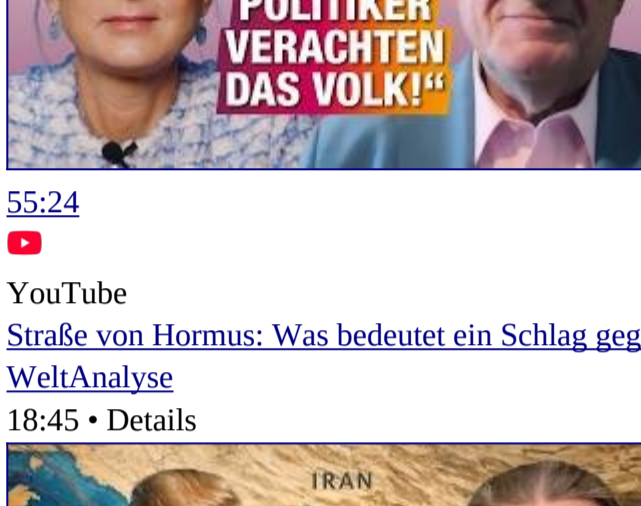 POLITIKER
VERACHTEN
DAS VOLK!“
55:24
YouTube
Straße von Hormus: Was bedeutet ein Schlag geg
WeltAnalyse
18:45 • Details
IRAN